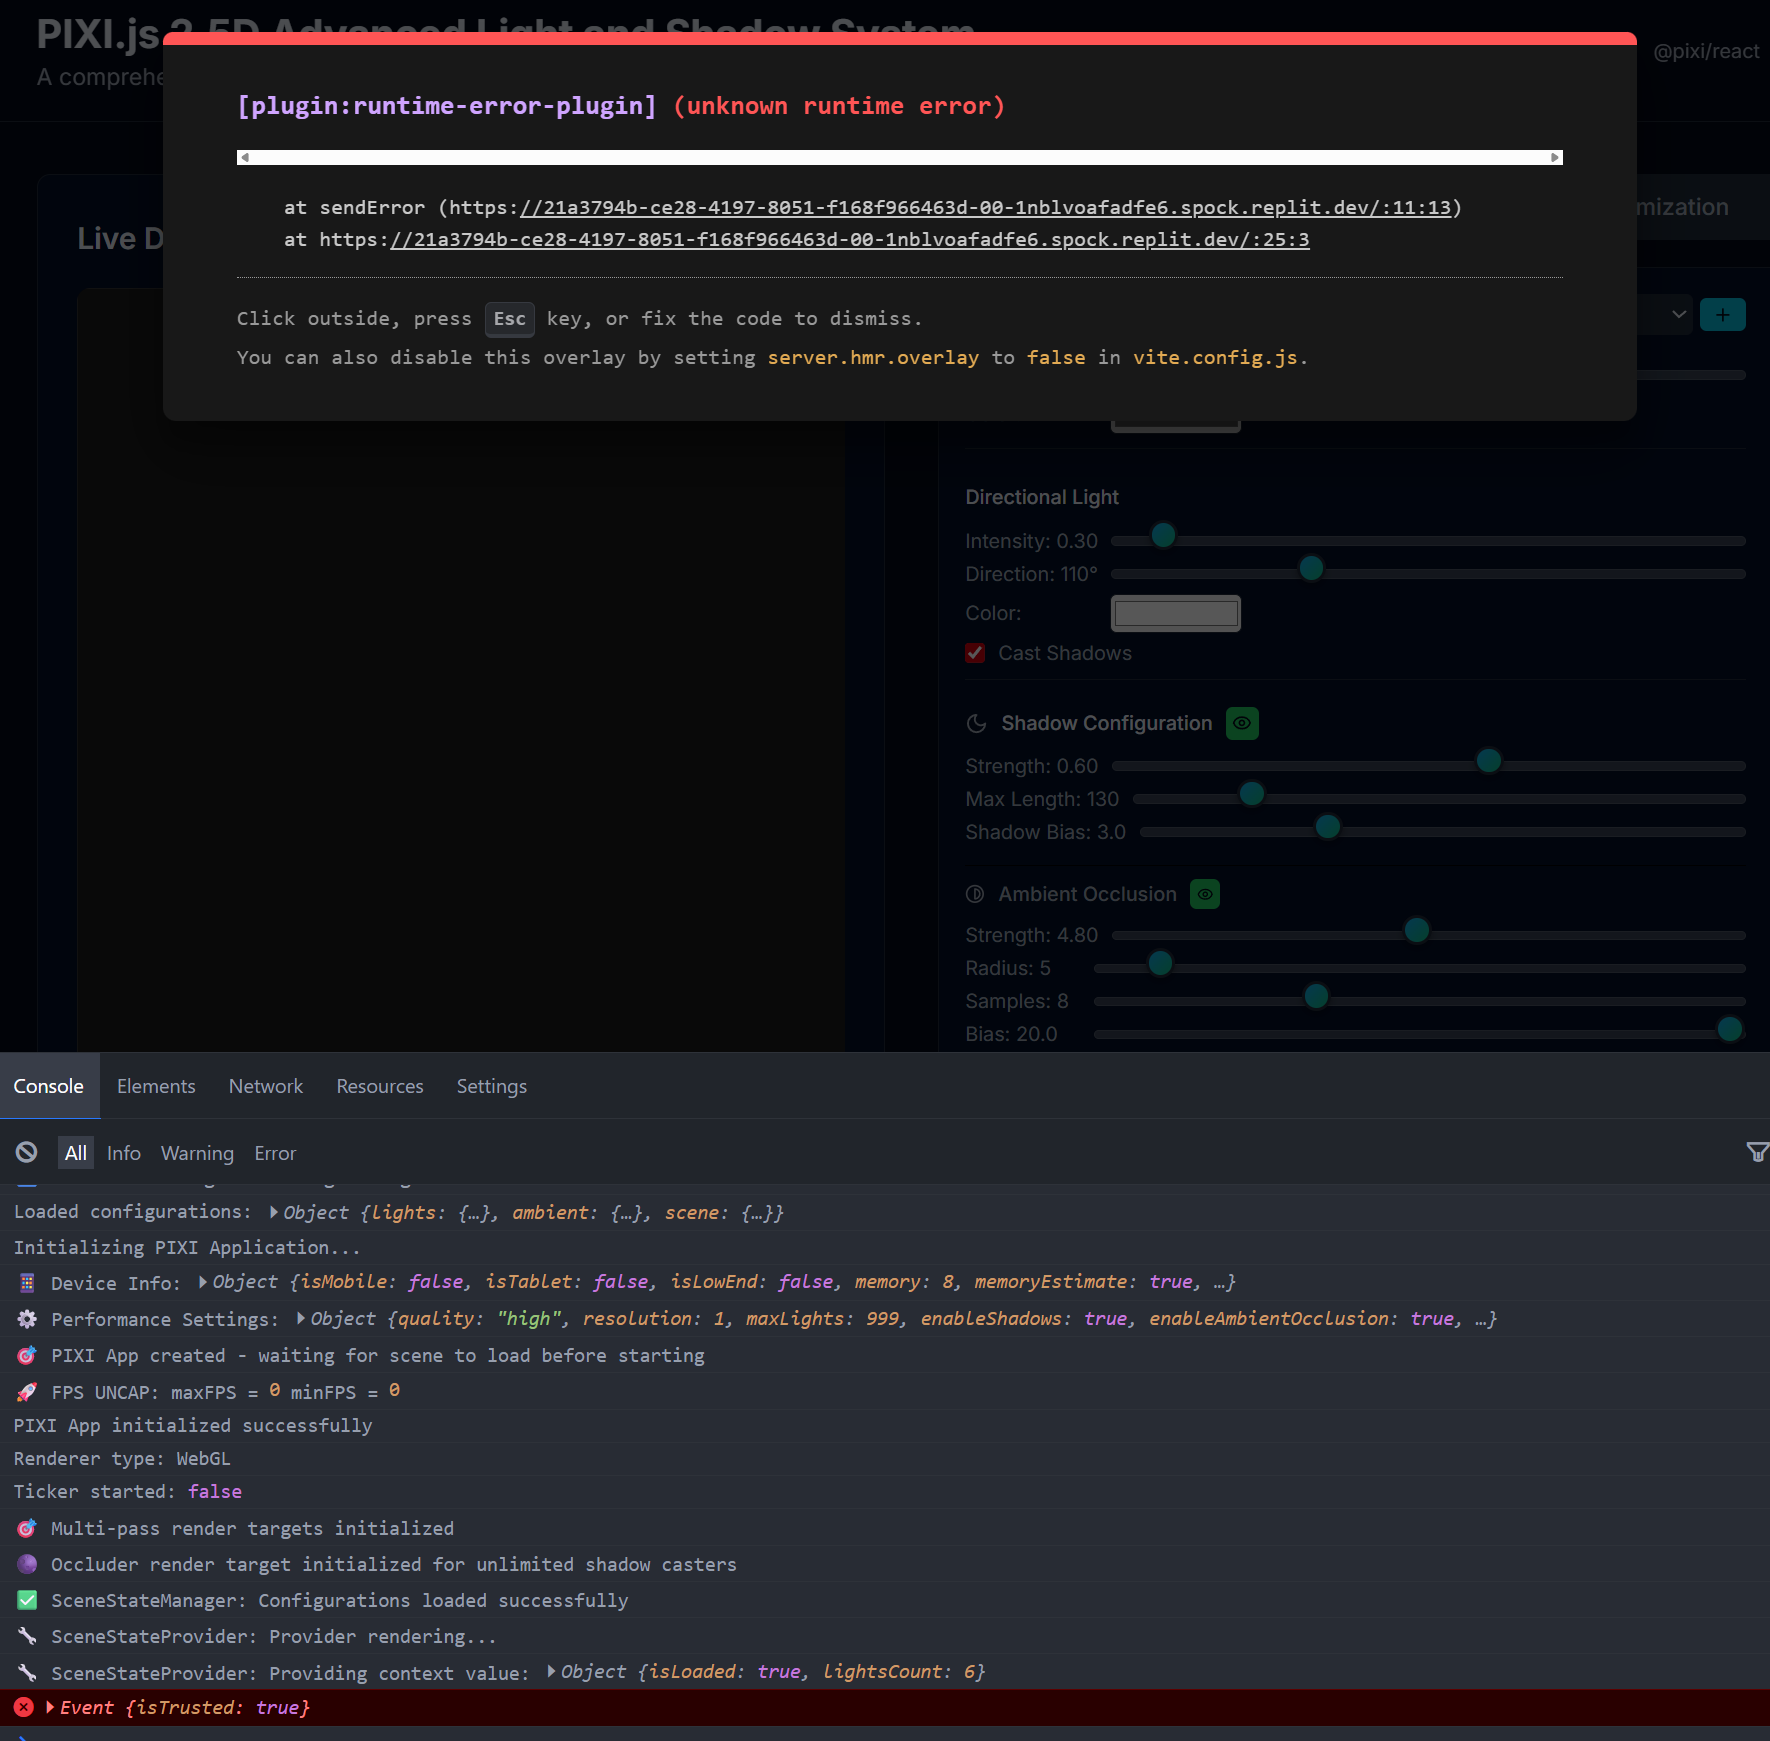 PIXI.js 2.5D Advanced Light and Shadow System
A comprehe
@pixi/react
[plugin:runtime-error-plugin] (unknown runtime error)
at sendError (https://21a3794b-ce28-4197-8051-f168f966463d-00-1nblvoafadfe6.spock.replit.dev/:11:13)
at https://21a3794b-ce28-4197-8051-f168f966463d-00-1nblvoafadfe6.spock.replit.dev/:25:3
Click outside, press Esc key, or fix the code to dismiss.
You can also disable this overlay by setting server.hmr.overlay to false in vite.config.js.
Live D
mization
+
Directional Light
Intensity: 0.30
Direction: 110°
Color:
Cast Shadows
Shadow Configuration
Strength: 0.60
Max Length: 130
Shadow Bias: 3.0
Ambient Occlusion
Strength: 4.80
Radius: 5
Samples: 8
Bias: 20.0
Console Elements Network Resources Settings
All Info Warning Error
Loaded configurations: Object {lights: {…}, ambient: {…}, scene: {…}}
Initializing PIXI Application...
Device Info: Object {isMobile: false, isTablet: false, isLowEnd: false, memory: 8, memoryEstimate: true, …}
Performance Settings: Object {quality: "high", resolution: 1, maxLights: 999, enableShadows: true, enableAmbientOcclusion: true, …}
PIXI App created - waiting for scene to load before starting
FPS UNCAP: maxFPS = 0 minFPS = 0
PIXI App initialized successfully
Renderer type: WebGL
Ticker started: false
Multi-pass render targets initialized
Occluder render target initialized for unlimited shadow casters
SceneStateManager: Configurations loaded successfully
SceneStateProvider: Provider rendering...
SceneStateProvider: Providing context value: Object {isLoaded: true, lightsCount: 6}
Event {isTrusted: true}